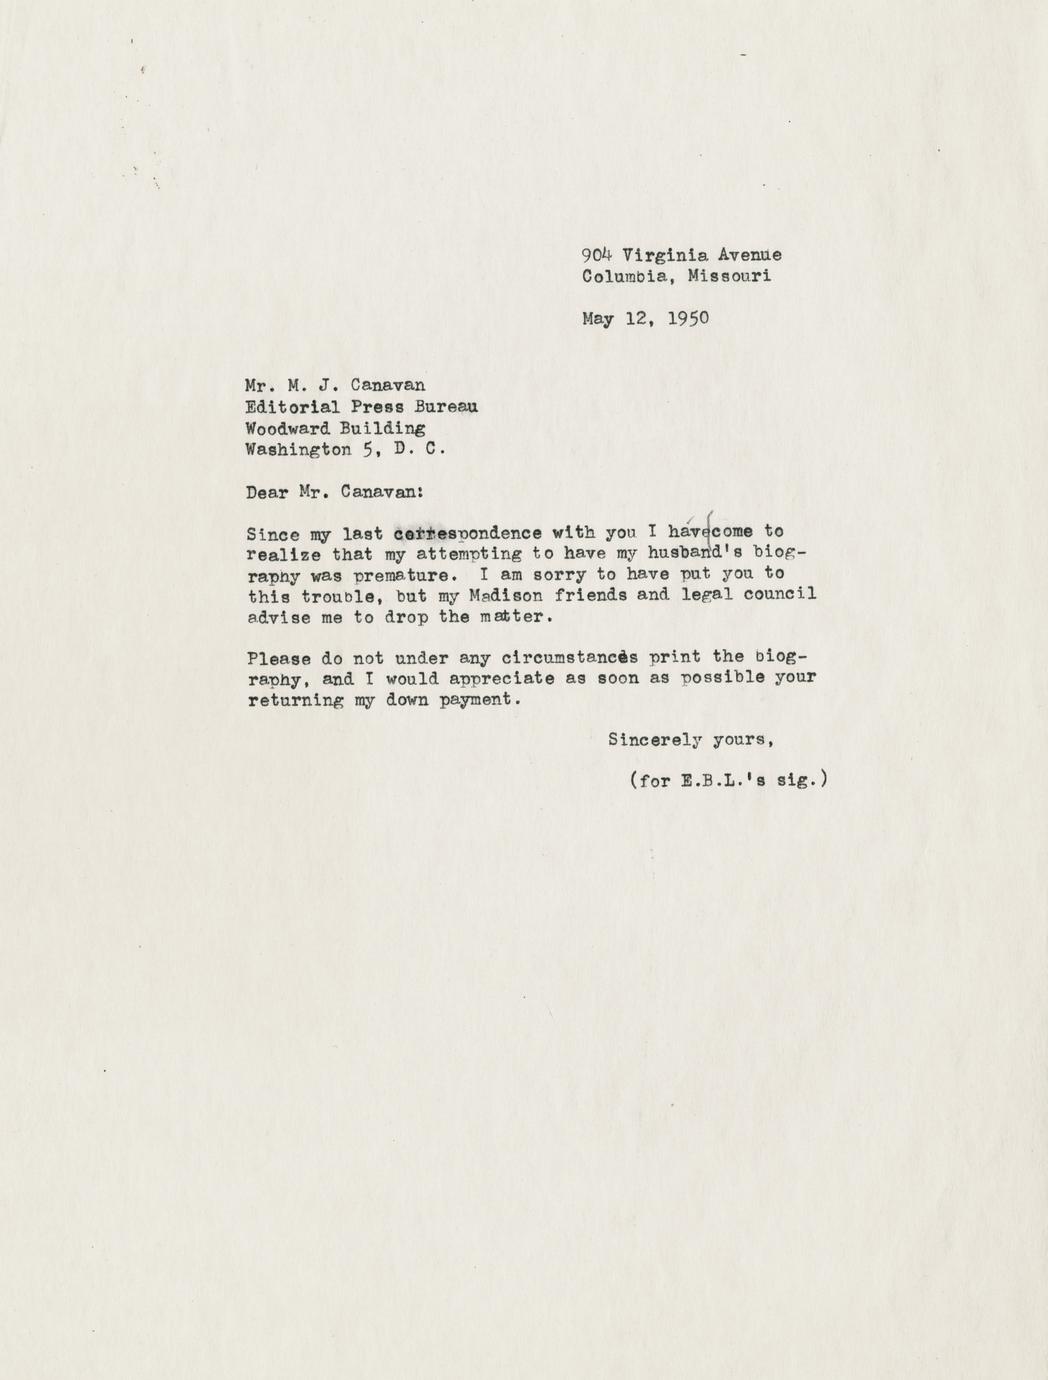 904 Virginia Avenue
Columbia, Missouri
May 12, 1950
Mr. M. J. Canavan
Editorial Press Bureau
Woodward Building
Washington 5, D. C.
Dear Mr. Canavan:
Since my last correspondence with you I have come to
realize that my attempting to have my husband's biog-
raphy was premature. I am sorry to have put you to
this trouble, but my Madison friends and legal council
advise me to drop the matter.
Please do not under any circumstances print the biog-
raphy, and I would appreciate as soon as possible your
returning my down payment.
Sincerely yours,
(for E.B.L.'s sig.)